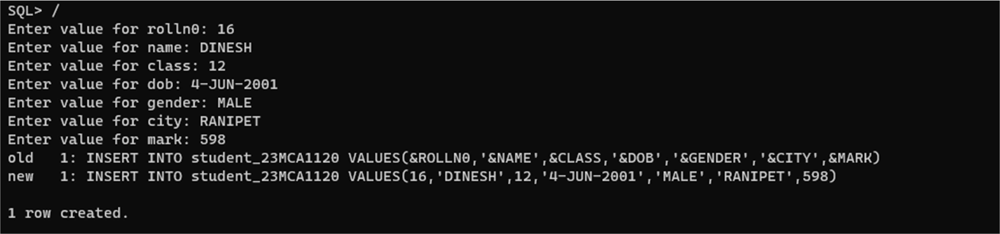 SQL> /
Enter value for rolln0: 16
Enter value for name: DINESH
Enter value for class: 12
Enter value for dob: 4-JUN-2001
Enter value for gender: MALE
Enter value for city: RANIPET
Enter value for mark: 598
old   1: INSERT INTO student_23MCA1120 VALUES(&ROLLN0,'&NAME',&CLASS,'&DOB','&GENDER','&CITY',&MARK)
new   1: INSERT INTO student_23MCA1120 VALUES(16,'DINESH',12,'4-JUN-2001','MALE','RANIPET',598)
1 row created.